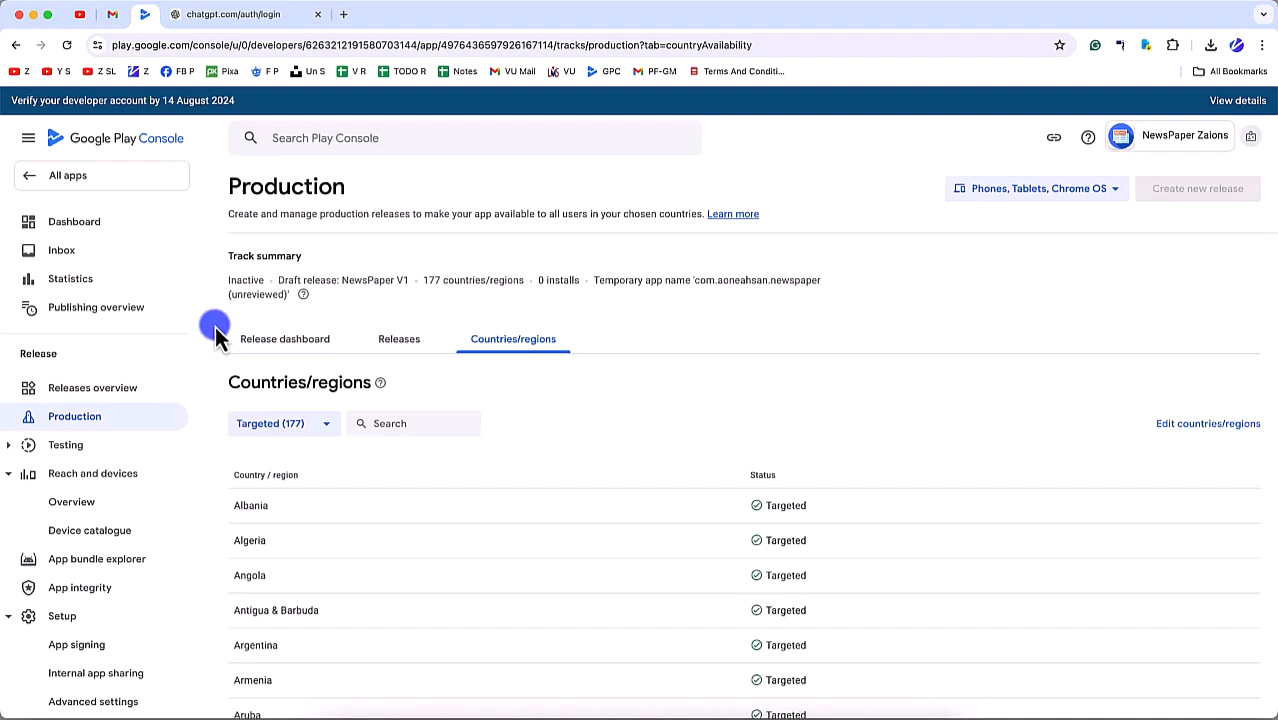 chatgpt.com/auth/login
play.google.com/console/u/0/developers/6263212191580703144/app/4976436597926167114/tracks/production?tab=countryAvailability
Z Y S Z SL Z FB P Pixa F P Un S V R TODO R Notes VU Mail VU GPC PF-GM Terms And Conditi... All Bookmarks
Verify your developer account by 14 August 2024 View details
Google Play Console
Search Play Console
NewsPaper Zaions
All apps
Dashboard
Inbox
Statistics
Publishing overview
Release
Releases overview
Production
Testing
Reach and devices
Overview
Device catalogue
App bundle explorer
App integrity
Setup
App signing
Internal app sharing
Advanced settings
Production
Phones, Tablets, Chrome OS
Create new release
Create and manage production releases to make your app available to all users in your chosen countries. Learn more
Track summary
Inactive · Draft release: NewsPaper V1 · 177 countries/regions · 0 installs · Temporary app name 'com.aoneahsan.newspaper
(unreviewed)'
Release dashboard Releases Countries/regions
Countries/regions
Targeted (177) Search Edit countries/regions
Country / region Status
Albania Targeted
Algeria Targeted
Angola Targeted
Antigua & Barbuda Targeted
Argentina Targeted
Armenia Targeted
Aruba Targeted